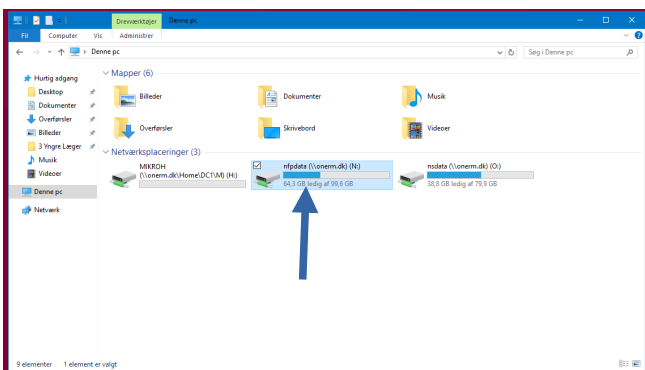 Drevværktøjer Denne pc
Fil Computer Vis Administrer
Denne pc
Søg i Denne pc
Hurtig adgang
Desktop
Dokumenter
Overførsler
Billeder
3 Yngre Læger
Musik
Videoer
Denne pc
Netværk
Mapper (6)
Billeder
Dokumenter
Musik
Overførsler
Skrivebord
Videoer
Netværksplaceringer (3)
MIKROH
(\\onerm.dk\Home\DC1\M) (H:)
nfpdata (\\onerm.dk) (N:)
64,3 GB ledig af 99,6 GB
nsdata (\\onerm.dk) (O:)
38,8 GB ledig af 79,9 GB
9 elementer 1 element er valgt